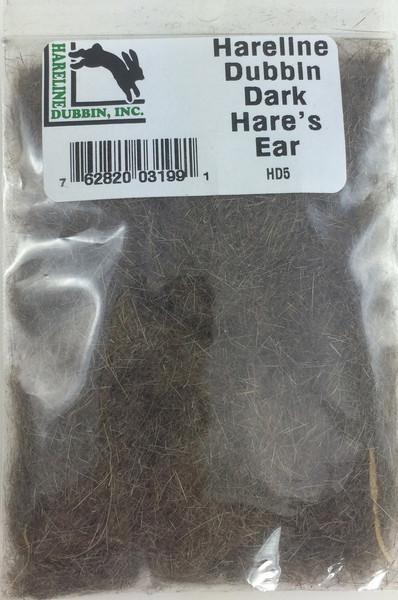 HARELINE
DUBBIN, INC.
Hareline
Dubbin
Dark
Hare's
Ear
HD5
7 62820 03199 1